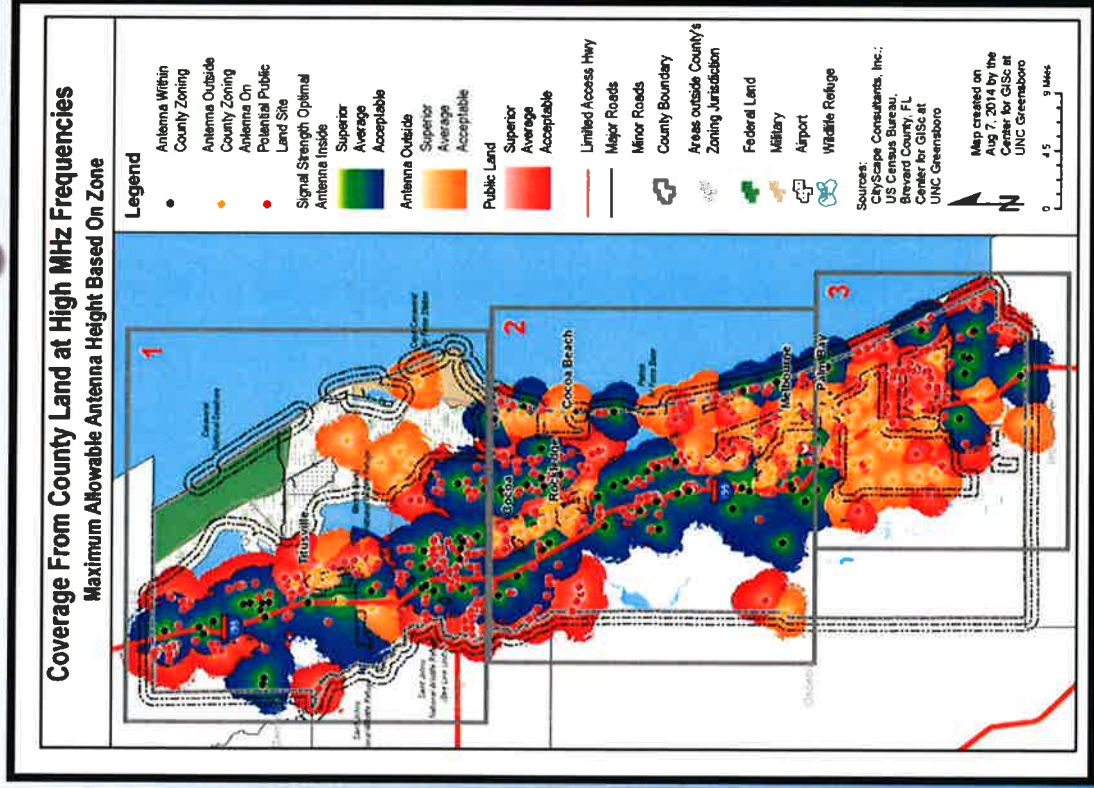 Coverage From County Land at High MHz Frequencies
Maximum Allowable Antenna Height Based On Zone
1
2
3
Canaveral
Titusville
Cocoa
Rockledge
Cocoa Beach
Melbourne
Palm Bay
95
95
Legend
Antenna Within
County Zoning
Antenna Outside
County Zoning
Antenna On
Potential Public
Land Site
Signal Strength Optimal
Antenna Inside
Superior
Average
Acceptable
Antenna Outside
Superior
Average
Acceptable
Public Land
Superior
Average
Acceptable
Limited Access Hwy
Major Roads
Minor Roads
County Boundary
Areas outside County's
Zoning Jurisdiction
Federal Land
Military
Airport
Wildlife Refuge
Sources:
CityScape Consultants, Inc.;
US Census Bureau,
Brevard County, FL
Center for GISc at
UNC Greensboro
N
Map created on
Aug 7, 2014 by the
Center for GISc at
UNC Greensboro
0 4.5 9 Miles